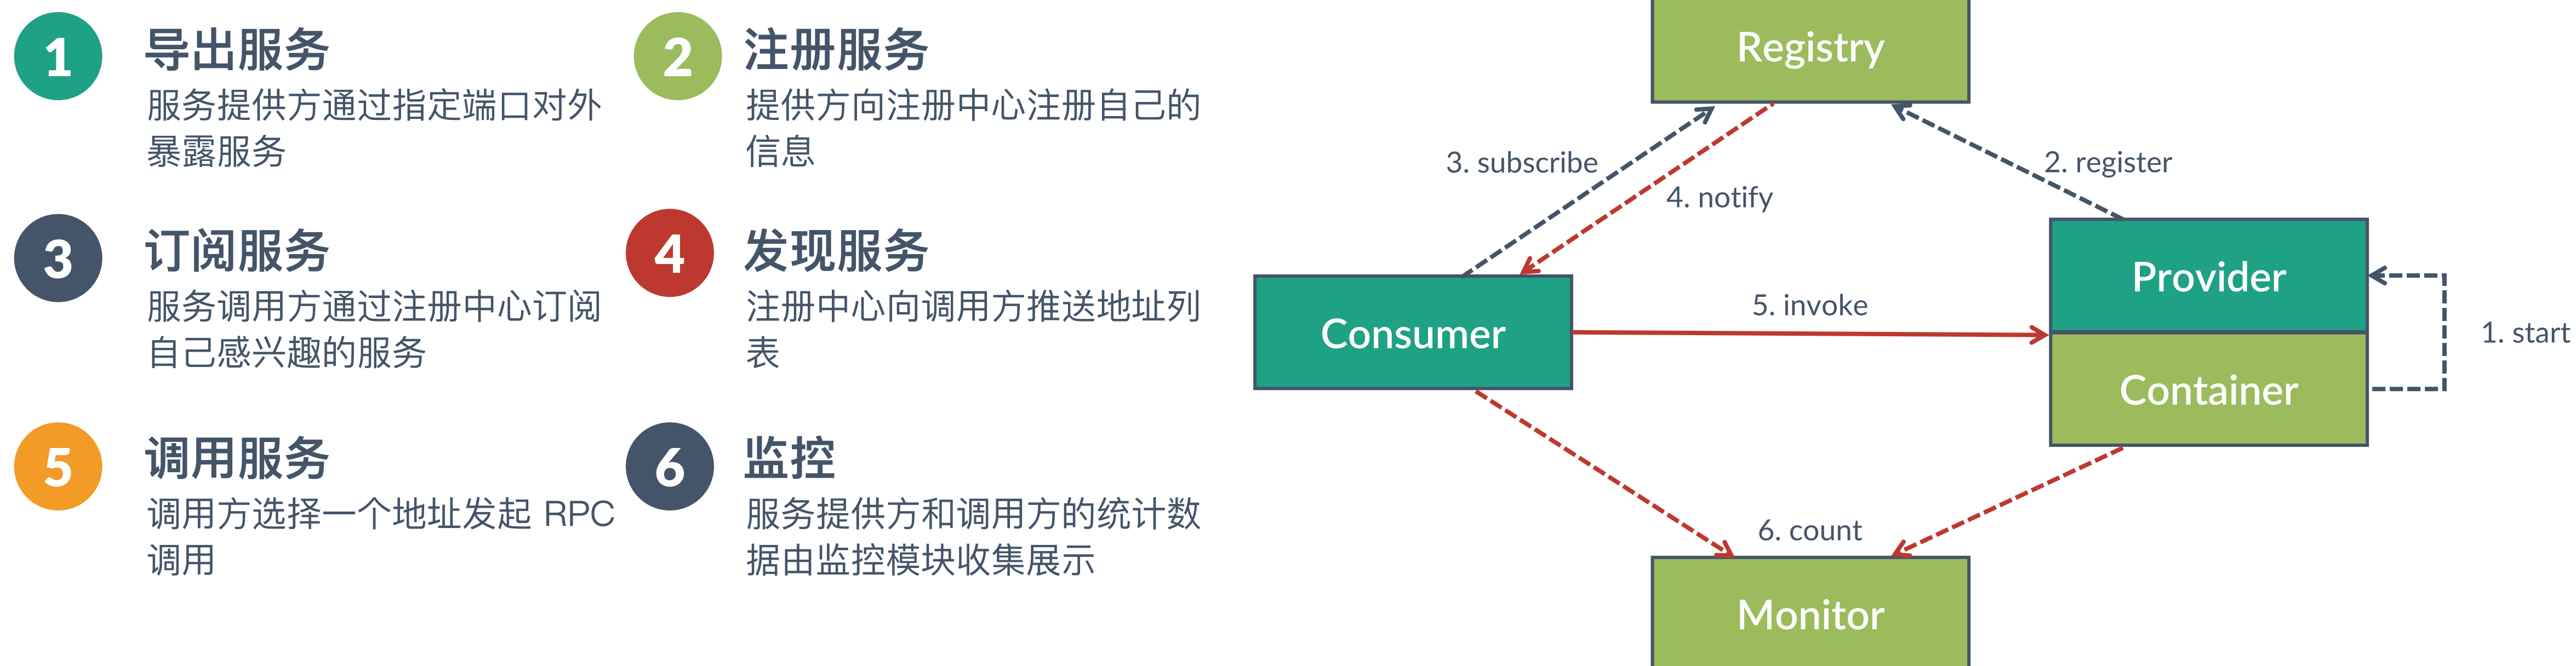 1
导出服务
服务提供方通过指定端口对外
暴露服务
2
注册服务
提供方向注册中心注册自己的
信息
3
订阅服务
服务调用方通过注册中心订阅
自己感兴趣的服务
4
发现服务
注册中心向调用方推送地址列
表
5
调用服务
调用方选择一个地址发起 RPC
调用
6
监控
服务提供方和调用方的统计数
据由监控模块收集展示
Registry
3. subscribe
2. register
4. notify
Provider
5. invoke
Consumer
1. start
Container
6. count
Monitor